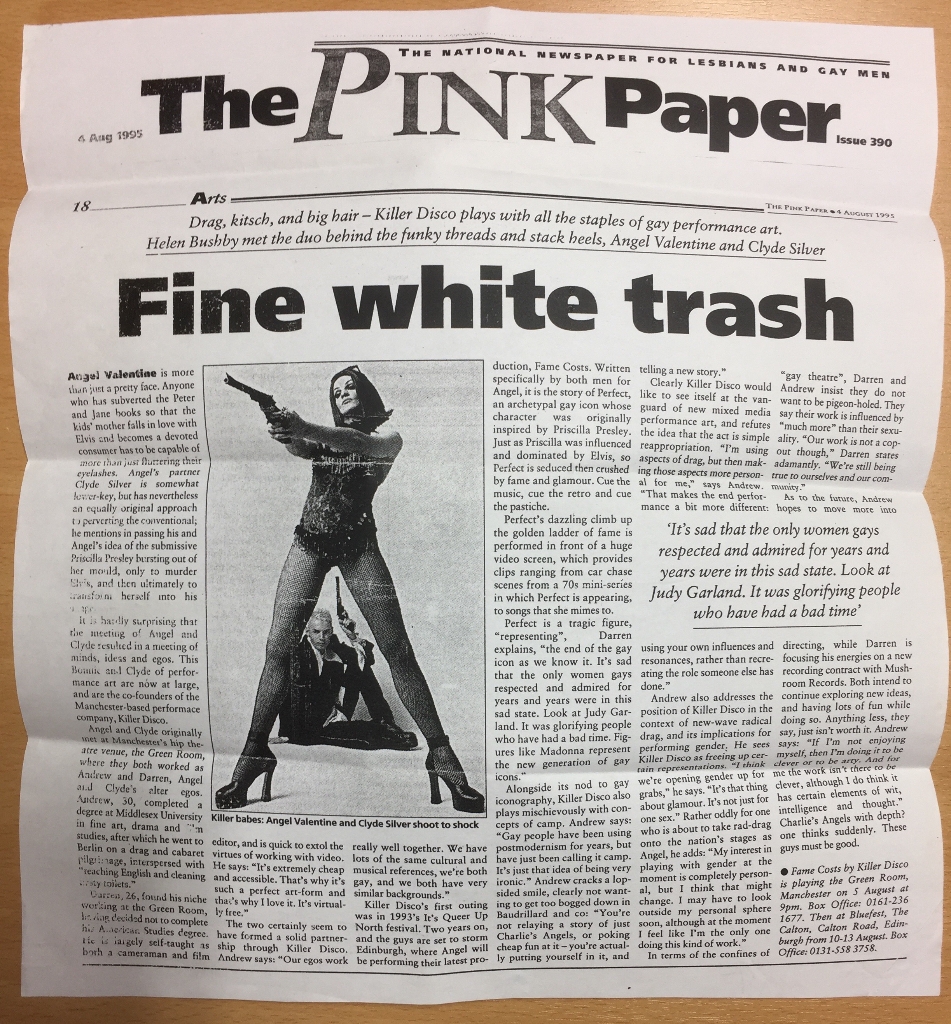 THE NATIONAL NEWSPAPER FOR LESBIANS AND GAY MEN
The PINK Paper
Aug 1995
Issue 390
18
Arts
THE PINK PAPER • 4 AUGUST 1995
Drag, kitsch, and big hair – Killer Disco plays with all the staples of gay performance art.
Helen Bushby met the duo behind the funky threads and stack heels, Angel Valentine and Clyde Silver
Fine white trash
Angel Valentine is more
than just a pretty face. Anyone
who has subverted the Peter
and Jane books so that the
kids' mother falls in love with
Elvis and becomes a devoted
consumer has to be capable of
more than just fluttering their
eyelashes. Angel's partner
Clyde Silver is somewhat
lower-key, but has nevertheless
an equally original approach
to perverting the conventional;
he mentions in passing his and
Angel's idea of the submissive
Priscilla Presley bursting out of
her mould, only to murder
Elvis, and then ultimately to
transform herself into his
It is hardly surprising that
the meeting of Angel and
Clyde resulted in a meeting of
minds, ideas and egos. This
Bonnie and Clyde of perfor-
mance art are now at large,
and are the co-founders of the
Manchester-based performace
company, Killer Disco.
Angel and Clyde originally
met at Manchester's hip the-
atre venue, the Green Room,
where they both worked as
Andrew and Darren, Angel
and Clyde's alter egos.
Andrew, 30, completed a
degree at Middlesex University
in fine art, drama and film
studies, after which he went to
Berlin on a drag and cabaret
pilgrimage, interspersed with
"teaching English and cleaning
toilets."
Darren, 26, found his niche
working at the Green Room,
having decided not to complete
his American Studies degree.
He is largely self-taught as
both a cameraman and film
Killer babes: Angel Valentine and Clyde Silver shoot to shock
editor, and is quick to extol the
virtues of working with video.
He says: "It's extremely cheap
and accessible. That's why it's
such a perfect art-form and
that's why I love it. It's virtual-
ly free."
The two certainly seem to
have formed a solid partner-
ship through Killer Disco.
Andrew says: "Our egos work
really well together. We have
lots of the same cultural and
musical references, we're both
gay, and we both have very
similar backgrounds."
Killer Disco's first outing
was in 1993's It's Queer Up
North festival. Two years on,
and the guys are set to storm
Edinburgh, where Angel will
be performing their latest pro-
duction, Fame Costs. Written
specifically by both men for
Angel, it is the story of Perfect,
an archetypal gay icon whose
character was originally
inspired by Priscilla Presley.
Just as Priscilla was influenced
and dominated by Elvis, so
Perfect is seduced then crushed
by fame and glamour. Cue the
music, cue the retro and cue
the pastiche.
Perfect's dazzling climb up
the golden ladder of fame is
performed in front of a huge
video screen, which provides
clips ranging from car chase
scenes from a 70s mini-series
in which Perfect is appearing,
to songs that she mimes to.
Perfect is a tragic figure,
"representing", Darren
explains, "the end of the gay
icon as we know it. It's sad
that the only women gays
respected and admired for
years and years were in this
sad state. Look at Judy Gar-
land. It was glorifying people
who have had a bad time. Fig-
ures like Madonna represent
the new generation of gay
icons."
Alongside its nod to gay
iconography, Killer Disco also
plays mischievously with con-
cepts of camp. Andrew says:
"Gay people have been using
postmodernism for years, but
have just been calling it camp.
It's just that idea of being very
ironic." Andrew cracks a lop-
sided smile, clearly not want-
ing to get too bogged down in
Baudrillard and co: "You're
not relaying a story of just
Charlie's Angels, or poking
cheap fun at it – you're actual-
ly putting yourself in it, and
telling a new story."
Clearly Killer Disco would
like to see itself at the van-
guard of new mixed media
performance art, and refutes
the idea that the act is simple
reappropriation. "I'm using
aspects of drag, but then mak-
ing those aspects more person-
al for me," says Andrew.
"That makes the end perfor-
mance a bit more different:
'It's sad that the only women gays
respected and admired for years and
years were in this sad state. Look at
Judy Garland. It was glorifying people
who have had a bad time'
using your own influences and
resonances, rather than recre-
ating the role someone else has
done."
Andrew also addresses the
position of Killer Disco in the
context of new-wave radical
drag, and its implications for
performing gender. He sees
Killer Disco as freeing up cer-
tain representations. "I think
we're opening gender up for
grabs," he says. "It's that thing
about glamour. It's not just for
one sex." Rather oddly for one
who is about to take rad-drag
onto the nation's stages as
Angel, he adds: "My interest in
playing with gender at the
moment is completely person-
al, but I think that might
change. I may have to look
outside my personal sphere
soon, although at the moment
I feel like I'm the only one
doing this kind of work."
In terms of the confines of
"gay theatre", Darren and
Andrew insist they do not
want to be pigeon-holed. They
say their work is influenced by
"much more" than their sexu-
ality. "Our work is not a cop-
out though," Darren states
adamantly. "We're still being
true to ourselves and our com-
munity."
As to the future, Andrew
hopes to move more into
directing, while Darren is
focusing his energies on a new
recording contract with Mush-
room Records. Both intend to
continue exploring new ideas,
and having lots of fun while
doing so. Anything less, they
say, just isn't worth it. Andrew
says: "If I'm not enjoying
myself, then I'm doing it to be
clever or to be arty. And for
me the work isn't there to be
clever, although I do think it
has certain elements of wit,
intelligence and thought."
Charlie's Angels with depth?
one thinks suddenly. These
guys must be good.
● Fame Costs by Killer Disco
is playing the Green Room,
Manchester on 5 August at
9pm. Box Office: 0161-236
1677. Then at Bluefest, The
Calton, Calton Road, Edin-
burgh from 10-13 August. Box
Office: 0131-558 3758.